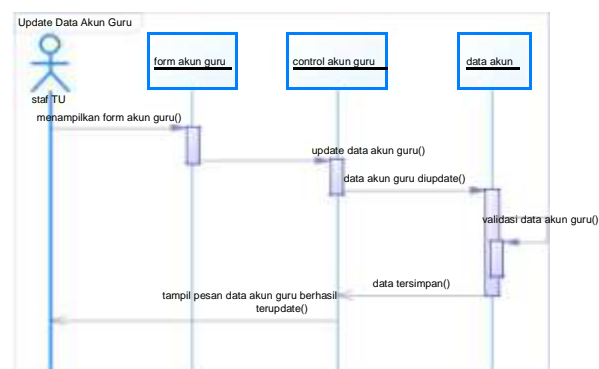 Update Data Akun Guru
form akun guru
control akun guru
data akun
staf TU
menampilkan form akun guru()
update data akun guru()
data akun guru diupdate()
validasi data akun guru()
data tersimpan()
tampil pesan data akun guru berhasil
terupdate()